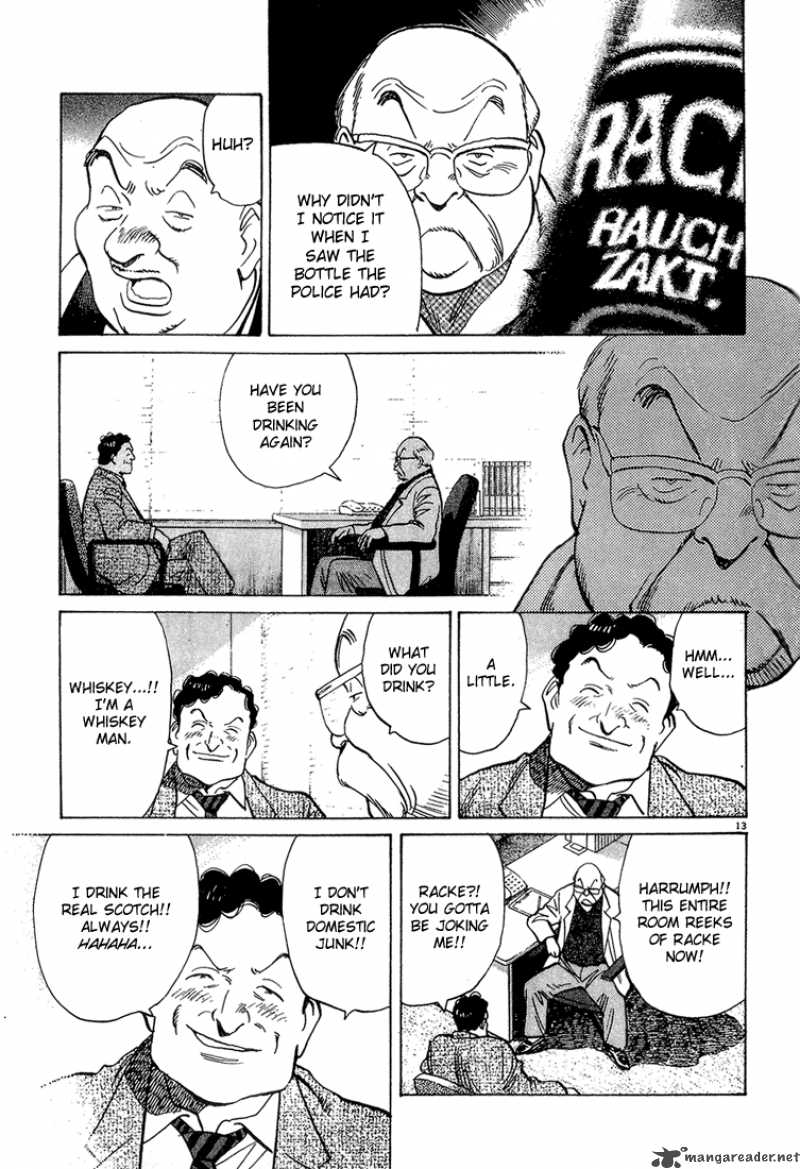 WHY DIDN'T
I NOTICE IT
WHEN I
SAW THE
BOTTLE THE
POLICE HAD?
RAC
RAUCH
ZAKT.
HUH?
HAVE YOU
BEEN
DRINKING
AGAIN?
HMM...
WELL...
A
LITTLE.
WHAT
DID YOU
DRINK?
WHISKEY...!!
I'M A
WHISKEY
MAN.
13
HARRUMPH!!
THIS ENTIRE
ROOM REEKS
OF RACKE
NOW!
RACKE?!
YOU GOTTA
BE JOKING
ME!!
I DON'T
DRINK
DOMESTIC
JUNK!!
I DRINK THE
REAL SCOTCH!!
ALWAYS!!
HAHAHA...
mangareader.net